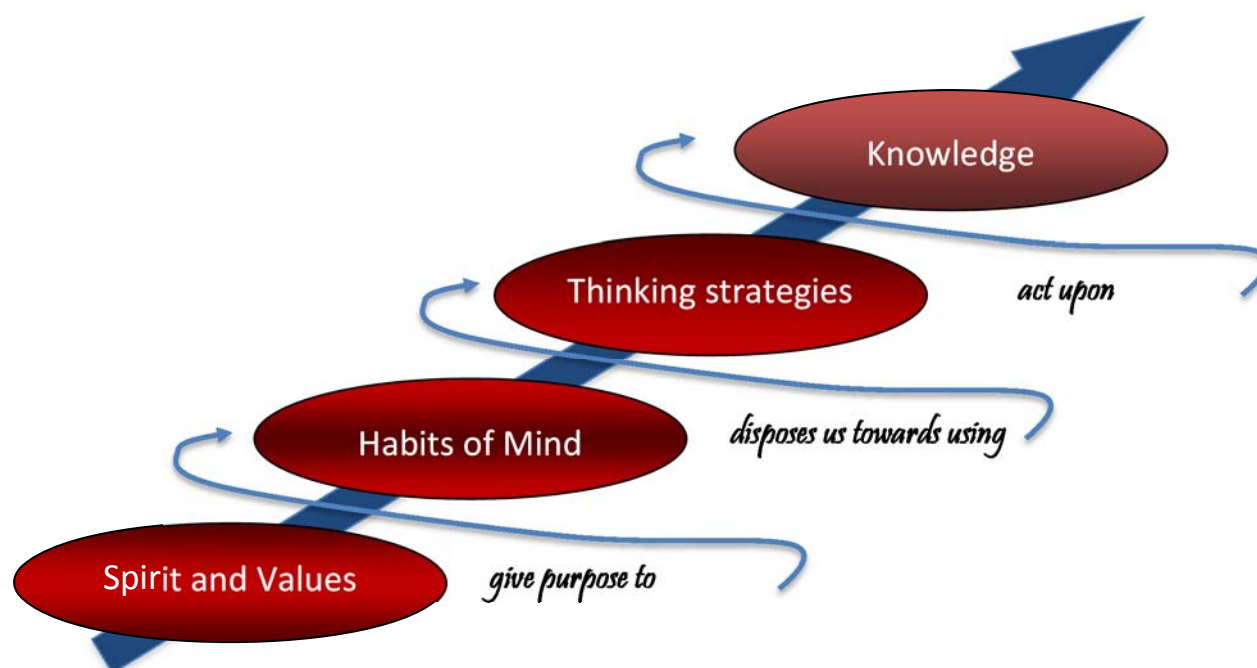 Knowledge
Thinking strategies
act upon
Habits of Mind
disposes us towards using
Spirit and Values
give purpose to